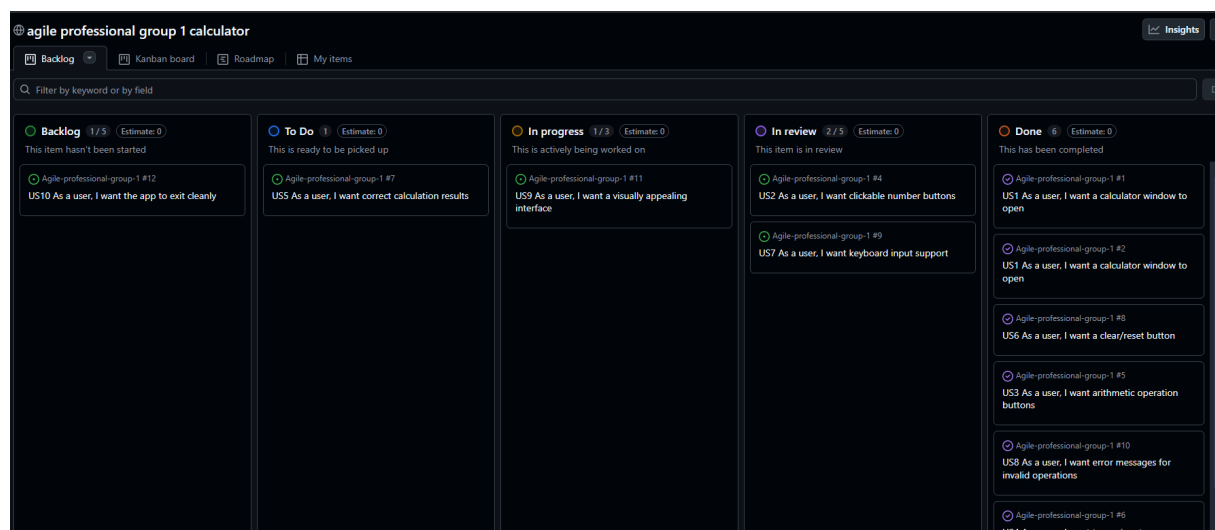 agile professional group 1 calculator
Insights
Backlog
Kanban board
Roadmap
My items
Filter by keyword or by field
Backlog 1/5 Estimate: 0
This item hasn't been started
Agile-professional-group-1 #12
US10 As a user, I want the app to exit cleanly
To Do 1 Estimate: 0
This is ready to be picked up
Agile-professional-group-1 #7
US5 As a user, I want correct calculation results
In progress 1/3 Estimate: 0
This is actively being worked on
Agile-professional-group-1 #11
US9 As a user, I want a visually appealing
interface
In review 2/5 Estimate: 0
This item is in review
Agile-professional-group-1 #4
US2 As a user, I want clickable number buttons
Agile-professional-group-1 #9
US7 As a user, I want keyboard input support
Done 6 Estimate: 0
This has been completed
Agile-professional-group-1 #1
US1 As a user, I want a calculator window to
open
Agile-professional-group-1 #2
US1 As a user, I want a calculator window to
open
Agile-professional-group-1 #8
US6 As a user, I want a clear/reset button
Agile-professional-group-1 #5
US3 As a user, I want arithmetic operation
buttons
Agile-professional-group-1 #10
US8 As a user, I want error messages for
invalid operations
Agile-professional-group-1 #6